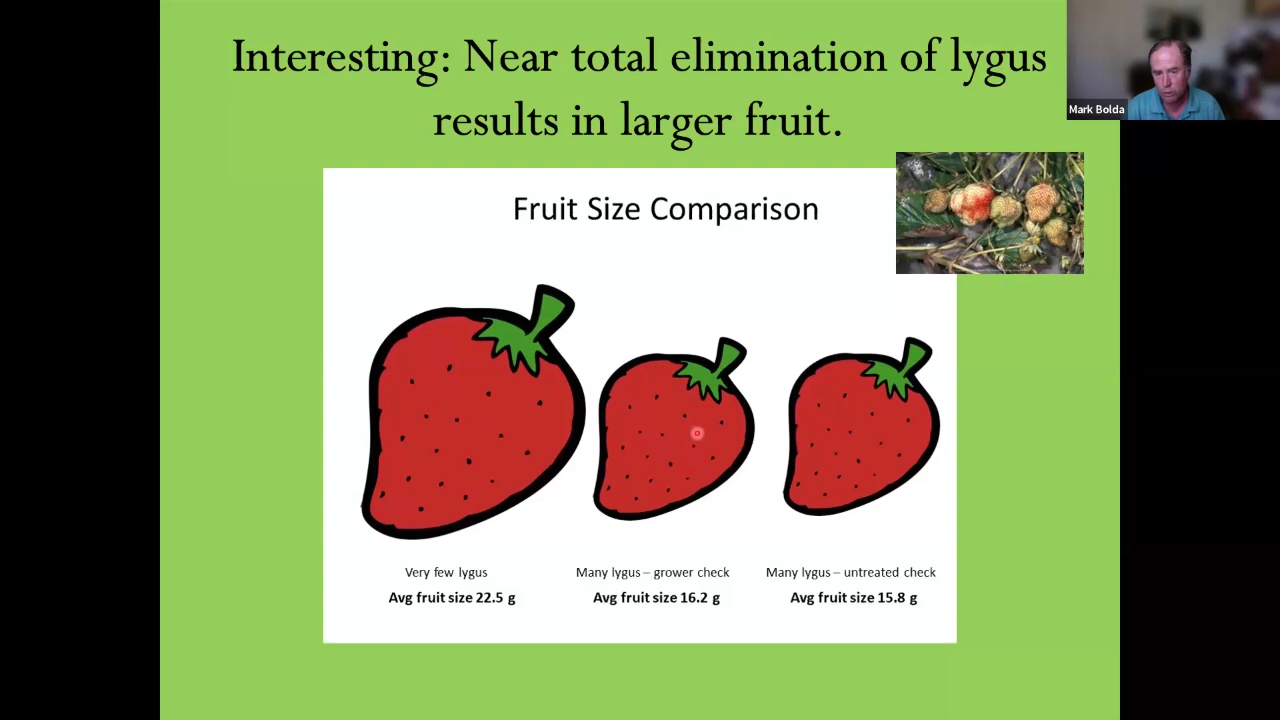 Interesting: Near total elimination of lygus
results in larger fruit.
Mark Bolda
Fruit Size Comparison
Very few lygus
Avg fruit size 22.5 g
Many lygus – grower check
Avg fruit size 16.2 g
Many lygus – untreated check
Avg fruit size 15.8 g